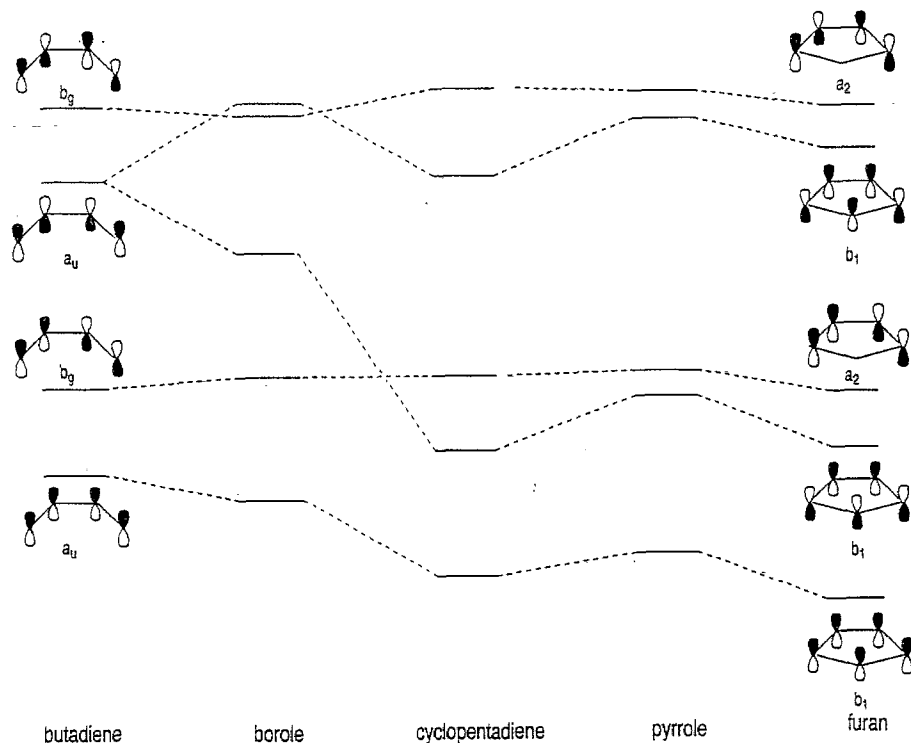 b_g
a_2
a_u
b_1
b_g
a_2
a_u
b_1
b_1
butadiene borole cyclopentadiene pyrrole furan